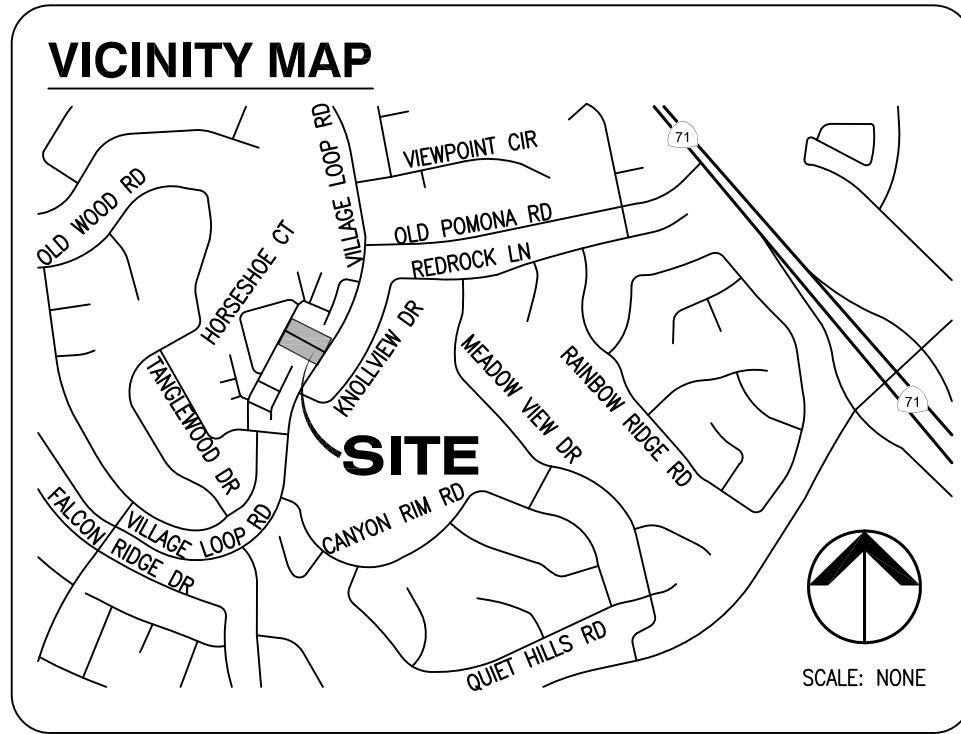 VICINITY MAP
VILLAGE LOOP RD
VIEWPOINT CIR
71
OLD WOOD RD
OLD POMONA RD
HORSESHOE CT
REDROCK LN
KNOLLVIEW DR
MEADOW VIEW DR
RAINBOW RIDGE RD
TANGLEWOOD DR
71
SITE
CANYON RIM RD
FALCON RIDGE DR
VILLAGE LOOP RD
QUIET HILLS RD
SCALE: NONE